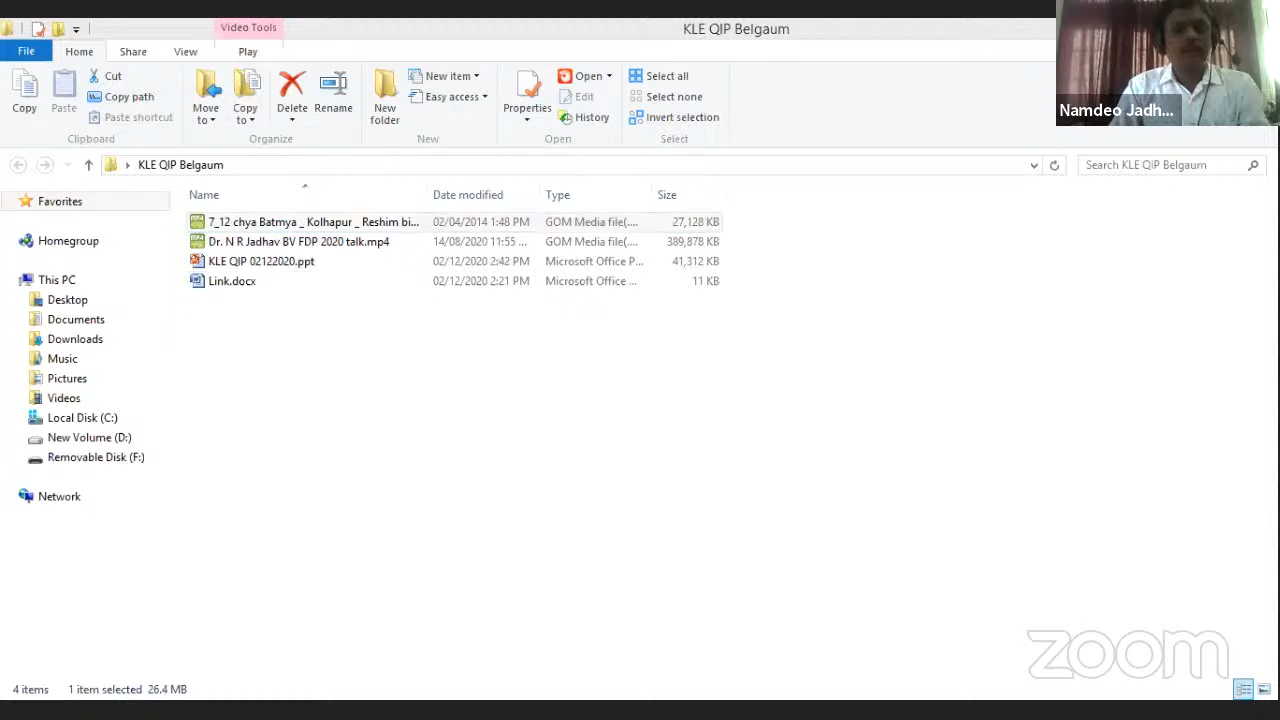 Video Tools
KLE QIP Belgaum
File Home Share View Play
Copy
Paste
Cut
Copy path
Paste shortcut
Clipboard
Move to
Copy to
Delete
Rename
Organize
New folder
New item
Easy access
New
Properties
Open
Edit
History
Open
Select all
Select none
Invert selection
Select
Namdeo Jadh...
KLE QIP Belgaum
Search KLE QIP Belgaum
Favorites
Homegroup
This PC
Desktop
Documents
Downloads
Music
Pictures
Videos
Local Disk (C:)
New Volume (D:)
Removable Disk (F:)
Network
Name Date modified Type Size
7_12 chya Batmya _ Kolhapur _ Reshim bi... 02/04/2014 1:48 PM GOM Media file(.... 27,128 KB
Dr. N R Jadhav BV FDP 2020 talk.mp4 14/08/2020 11:55 ... GOM Media file(.... 389,878 KB
KLE QIP 02122020.ppt 02/12/2020 2:42 PM Microsoft Office P... 41,312 KB
Link.docx 02/12/2020 2:21 PM Microsoft Office ... 11 KB
zoom
4 items 1 item selected 26.4 MB